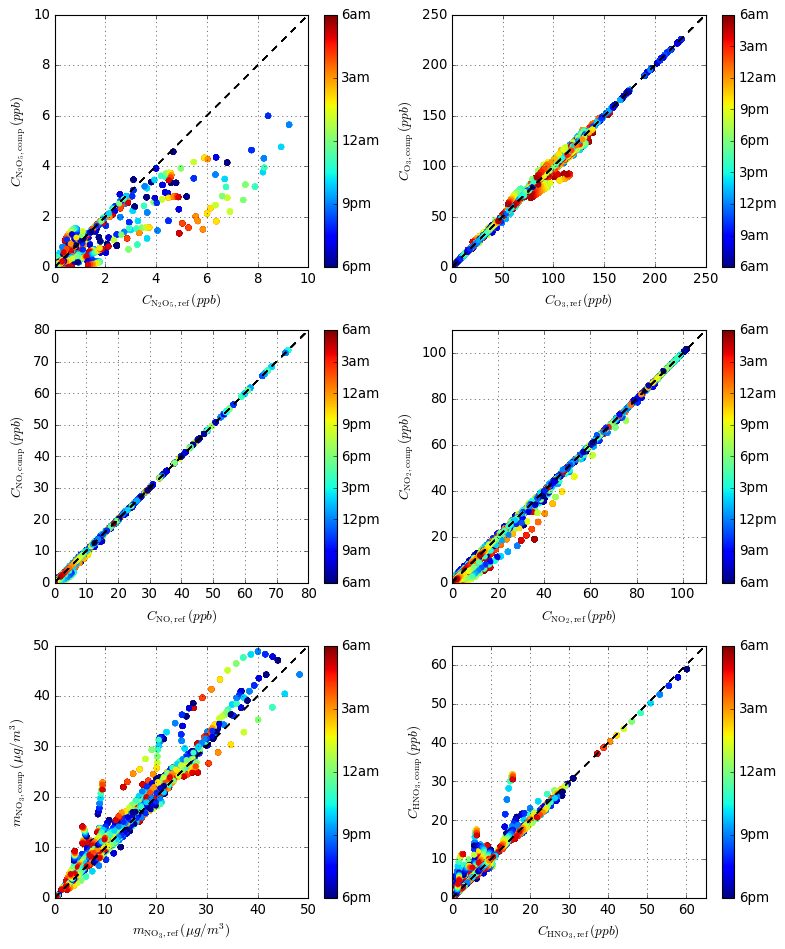 10
8
6
4
2
0
0 2 4 6 8 10
C_N2O5,comp (ppb)
C_N2O5,ref (ppb)
6am
3am
12am
9pm
6pm
250
200
150
100
50
0
0 50 100 150 200 250
C_O3,comp (ppb)
C_O3,ref (ppb)
6am
3am
12am
9pm
6pm
3pm
12pm
9am
6am
80
70
60
50
40
30
20
10
0
0 10 20 30 40 50 60 70 80
C_NO,comp (ppb)
C_NO,ref (ppb)
6am
3am
12am
9pm
6pm
3pm
12pm
9am
6am
100
80
60
40
20
0
0 20 40 60 80 100
C_NO2,comp (ppb)
C_NO2,ref (ppb)
6am
3am
12am
9pm
6pm
3pm
12pm
9am
6am
50
40
30
20
10
0
0 10 20 30 40 50
m_NO3,comp (μg/m³)
m_NO3,ref (μg/m³)
6am
3am
12am
9pm
6pm
60
50
40
30
20
10
0
0 10 20 30 40 50 60
C_HNO3,comp (ppb)
C_HNO3,ref (ppb)
6am
3am
12am
9pm
6pm